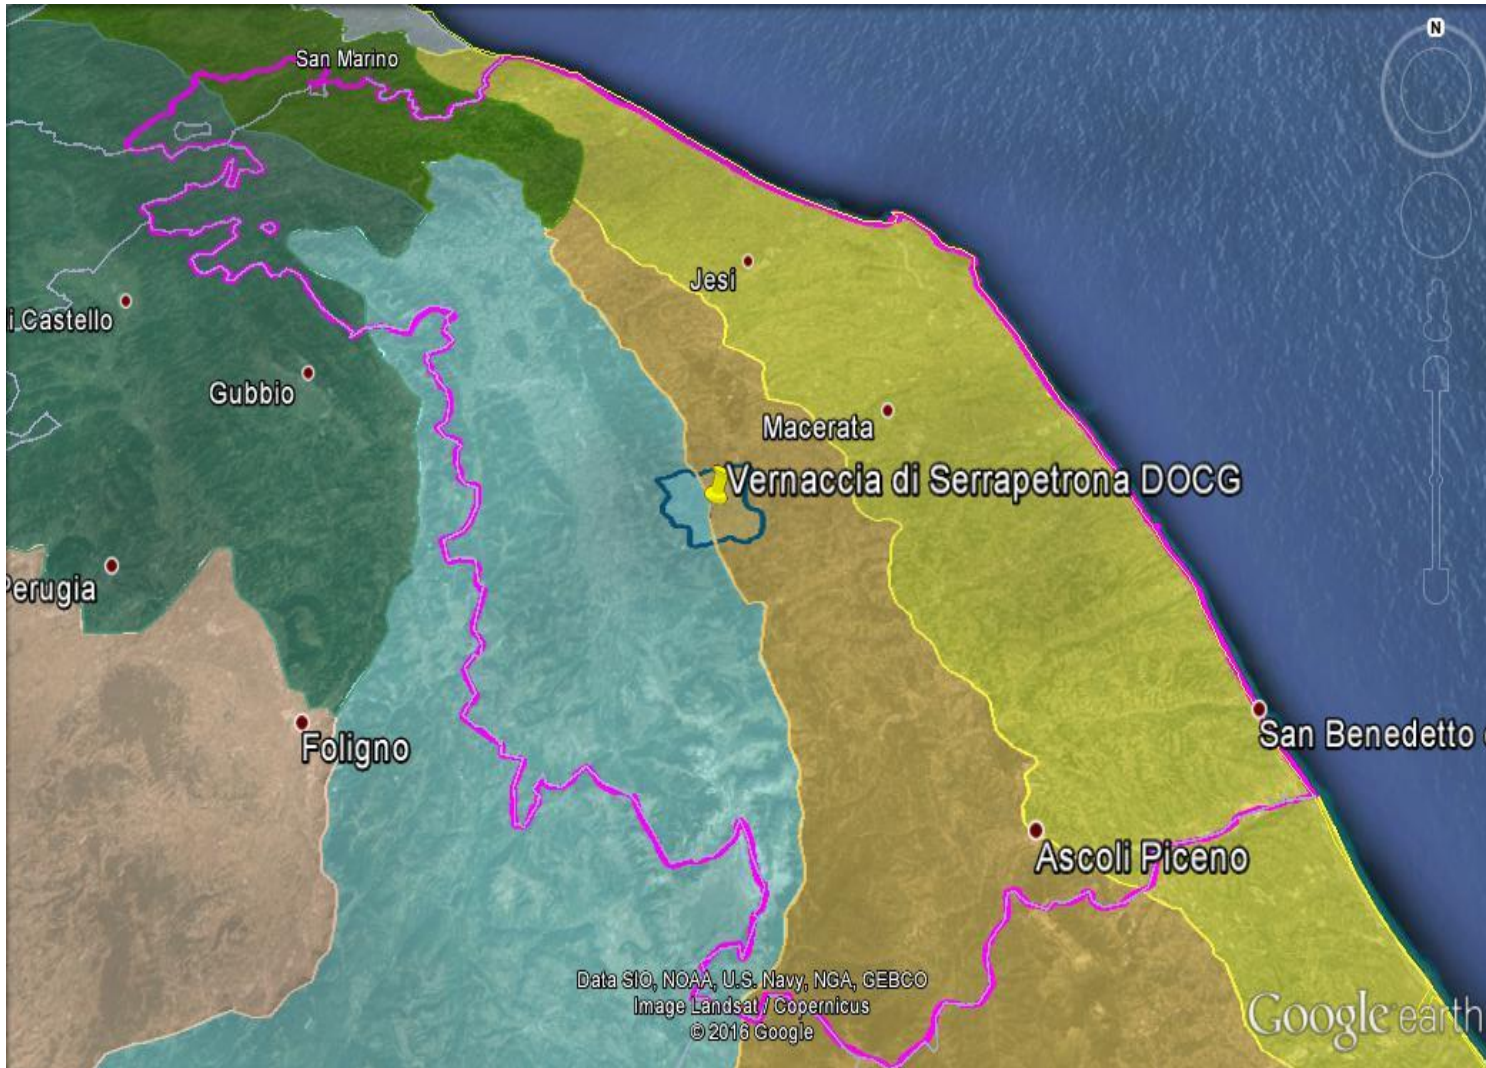 N
San Marino
Jesi
i Castello
Gubbio
Macerata
Vernaccia di Serrapetrona DOCG
Perugia
Foligno
San Benedetto
Ascoli Piceno
Data SIO, NOAA, U.S. Navy, NGA, GEBCO
Image Landsat / Copernicus
© 2016 Google
Google earth